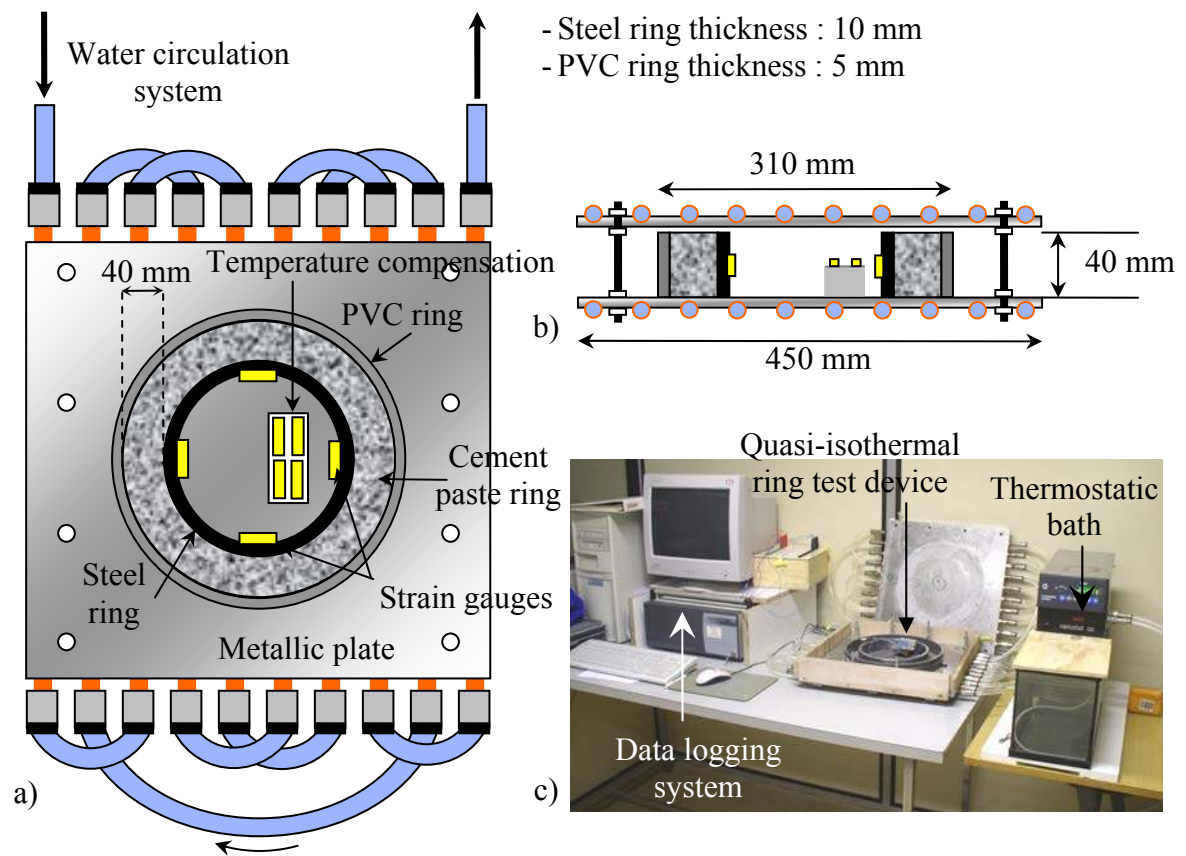 Water circulation
system
- Steel ring thickness : 10 mm
- PVC ring thickness : 5 mm
40 mm
Temperature compensation
PVC ring
Cement
paste ring
Steel
ring
Strain gauges
Metallic plate
a)
310 mm
40 mm
b)
450 mm
Quasi-isothermal
ring test device
Thermostatic
bath
Data logging
system
c)